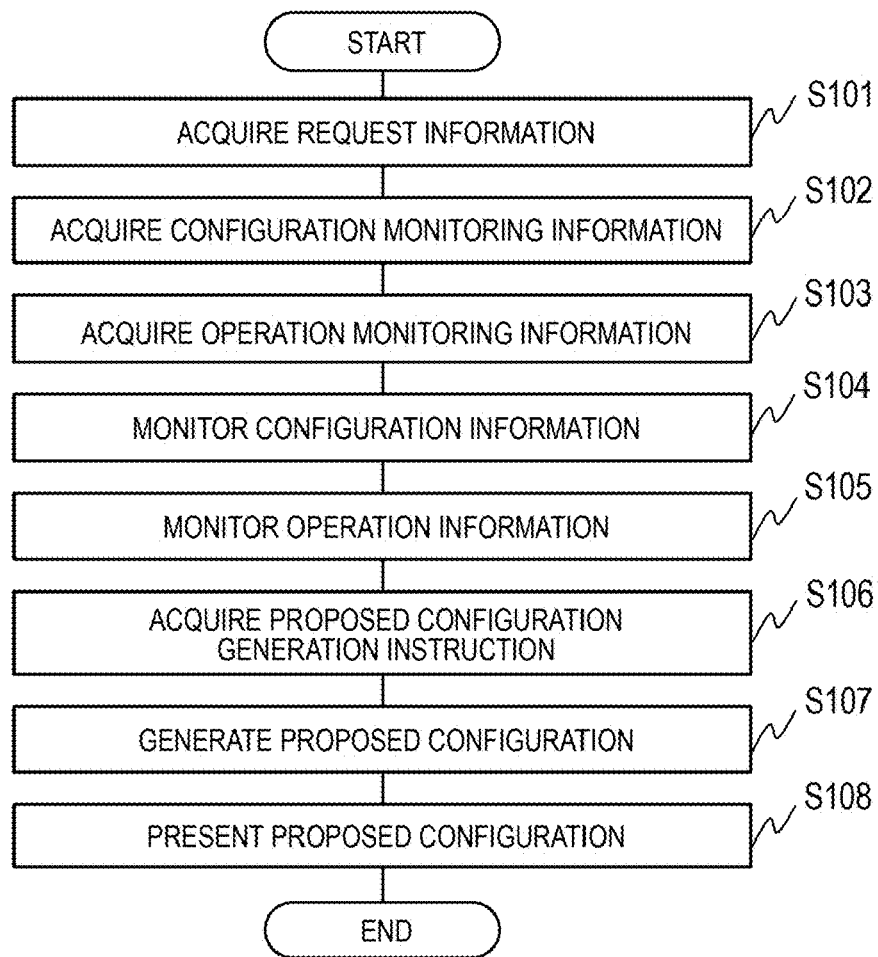 START
ACQUIRE REQUEST INFORMATION
S101
ACQUIRE CONFIGURATION MONITORING INFORMATION
S102
ACQUIRE OPERATION MONITORING INFORMATION
S103
MONITOR CONFIGURATION INFORMATION
S104
MONITOR OPERATION INFORMATION
S105
ACQUIRE PROPOSED CONFIGURATION
GENERATION INSTRUCTION
S106
GENERATE PROPOSED CONFIGURATION
S107
PRESENT PROPOSED CONFIGURATION
S108
END